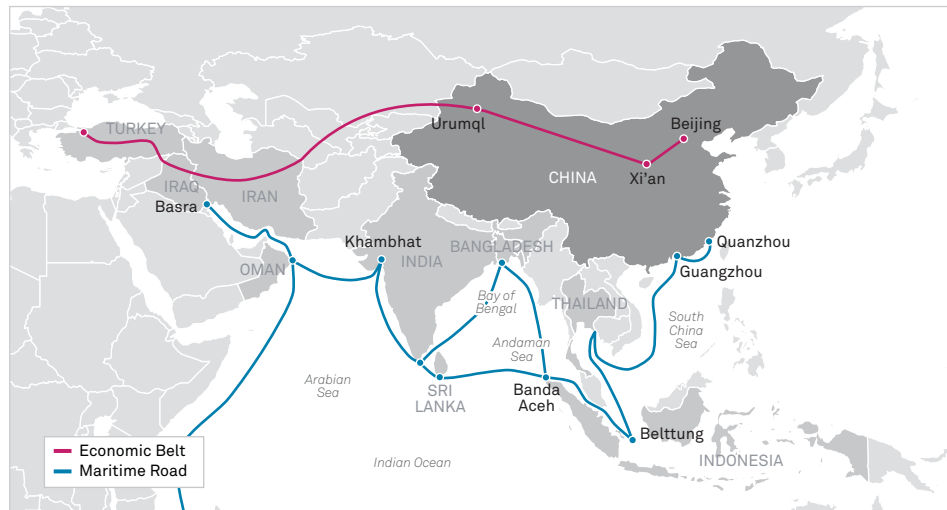 TURKEY
Urumql
Beijing
CHINA
Xi'an
IRAQ
IRAN
Basra
Khambhat
BANGLADESH
Quanzhou
OMAN
INDIA
Guangzhou
Bay of
Bengal
THAILAND
South
China
Sea
Andaman
Sea
Arabian
Sea
SRI
LANKA
Banda
Aceh
Belttung
Economic Belt
Maritime Road
Indian Ocean
INDONESIA